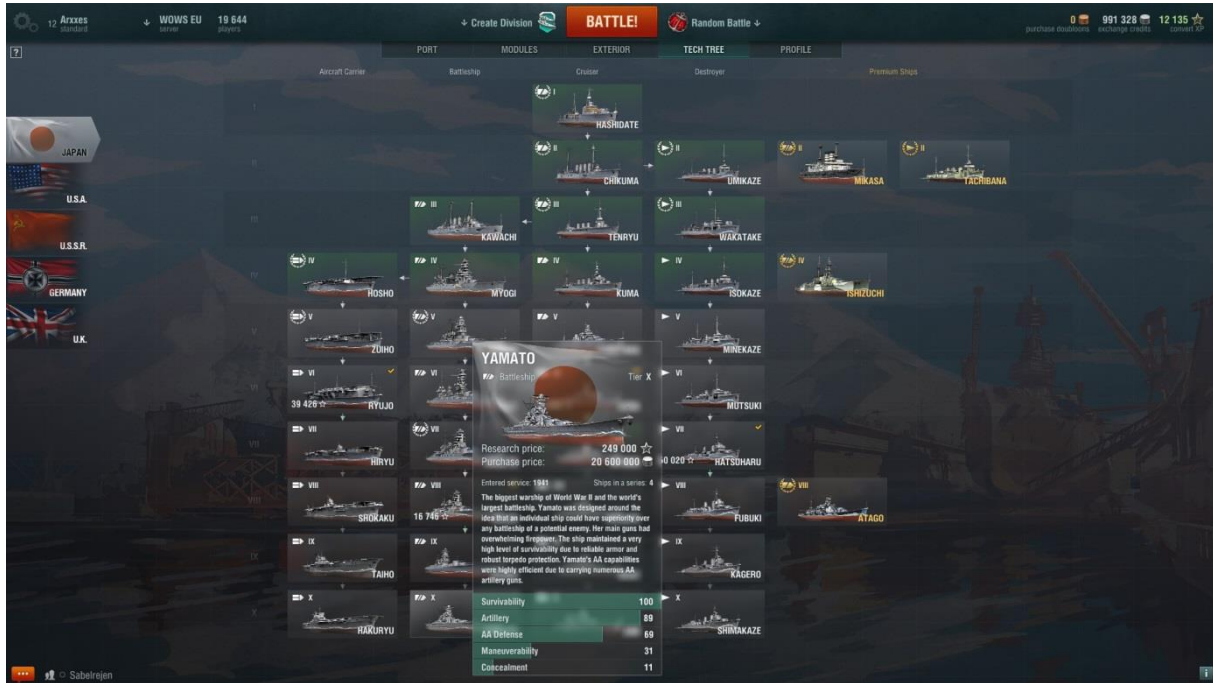 12 Arxxes
standard
WOWS EU
server
19 644
players
Create Division
BATTLE!
Random Battle
0
purchase doubloons
991 328
exchange credits
12 135
convert XP
?
PORT MODULES EXTERIOR TECH TREE PROFILE
Aircraft Carrier Battleship Cruiser Destroyer Premium Ships
JAPAN
U.S.A.
U.S.S.R.
GERMANY
U.K.
I
I
HASHIDATE
II
II
CHIKUMA
II
UMIKAZE
II
MIKASA
II
TACHIBANA
III
III
KAWACHI
III
TENRYU
III
WAKATAKE
IV
IV
HOSHO
IV
MYOGI
IV
KUMA
IV
ISOKAZE
IV
ISHIZUCHI
V
V
ZUIHO
V
V
V
MINEKAZE
VI
VI
39 426
RYUJO
VI
VI
MUTSUKI
VII
VII
HIRYU
VII
VII
HATSUHARU
VIII
VIII
SHOKAKU
VIII
16 746
VIII
FUBUKI
VIII
ATAGO
IX
IX
TAIHO
IX
IX
KAGERO
X
X
HAKURYU
X
X
SHIMAKAZE
YAMATO
Battleship Tier X
Research price: 249 000
Purchase price: 20 600 000
Entered service: 1941 Ships in a series: 4
The biggest warship of World War II and the world's
largest battleship. Yamato was designed around the
idea that an individual ship could have superiority over
any battleship of a potential enemy. Her main guns had
overwhelming firepower. The ship maintained a very
high level of survivability due to reliable armor and
robust torpedo protection. Yamato's AA capabilities
were highly efficient due to carrying numerous AA
artillery guns.
Survivability 100
Artillery 89
AA Defense 69
Maneuverability 31
Concealment 11
Sabelrejen
i